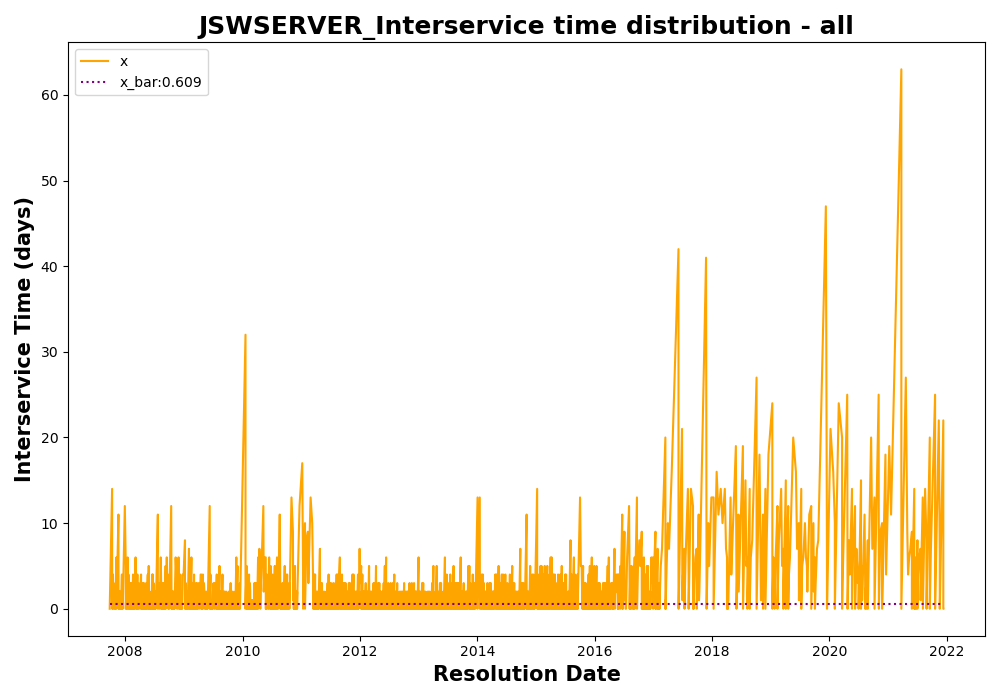 JSWSERVER_Interservice time distribution - all
x
x_bar:0.609
Interservice Time (days)
60
50
40
30
20
10
0
2008 2010 2012 2014 2016 2018 2020 2022
Resolution Date